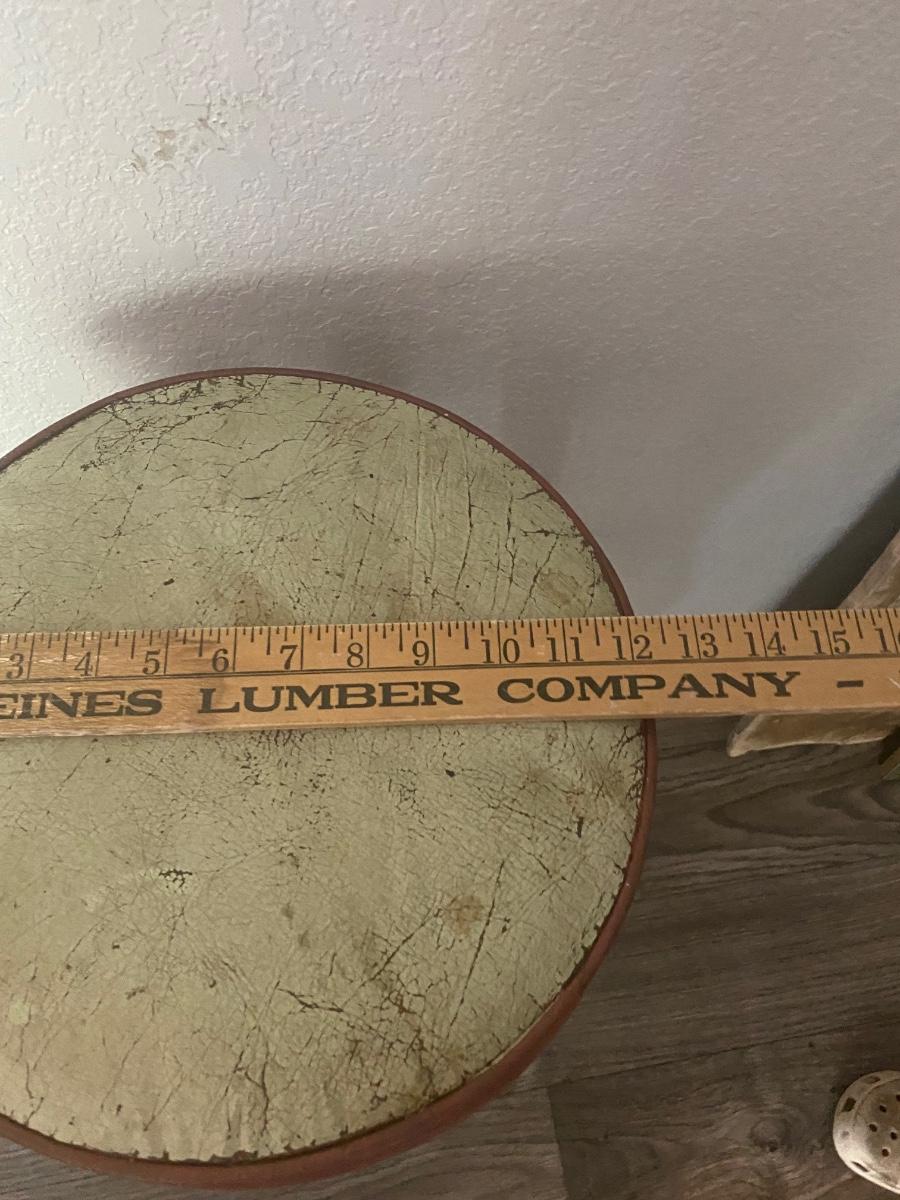 3 4 5 6 7 8 9 10 11 12 13 14 15
EINES LUMBER COMPANY -